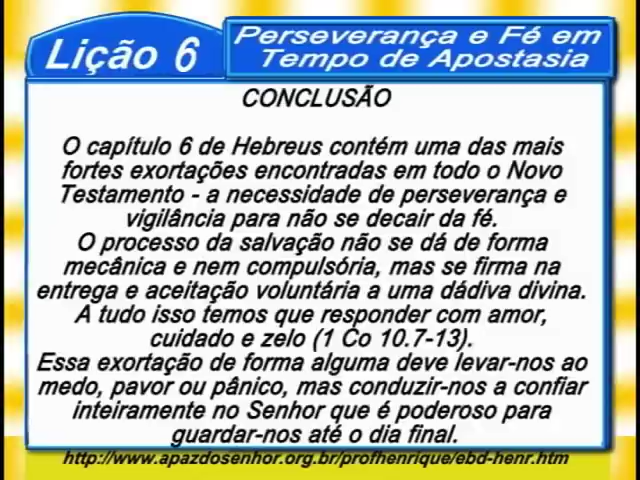 Lição 6
Perseverança e Fé em
Tempo de Apostasia
CONCLUSÃO
O capítulo 6 de Hebreus contém uma das mais
fortes exortações encontradas em todo o Novo
Testamento - a necessidade de perseverança e
vigilância para não se decair da fé.
O processo da salvação não se dá de forma
mecânica e nem compulsória, mas se firma na
entrega e aceitação voluntária a uma dádiva divina.
A tudo isso temos que responder com amor,
cuidado e zelo (1 Co 10.7-13).
Essa exortação de forma alguma deve levar-nos ao
medo, pavor ou pânico, mas conduzir-nos a confiar
inteiramente no Senhor que é poderoso para
guardar-nos até o dia final.
http://www.apazdosenhor.org.br/profhenrique/ebd-henr.htm